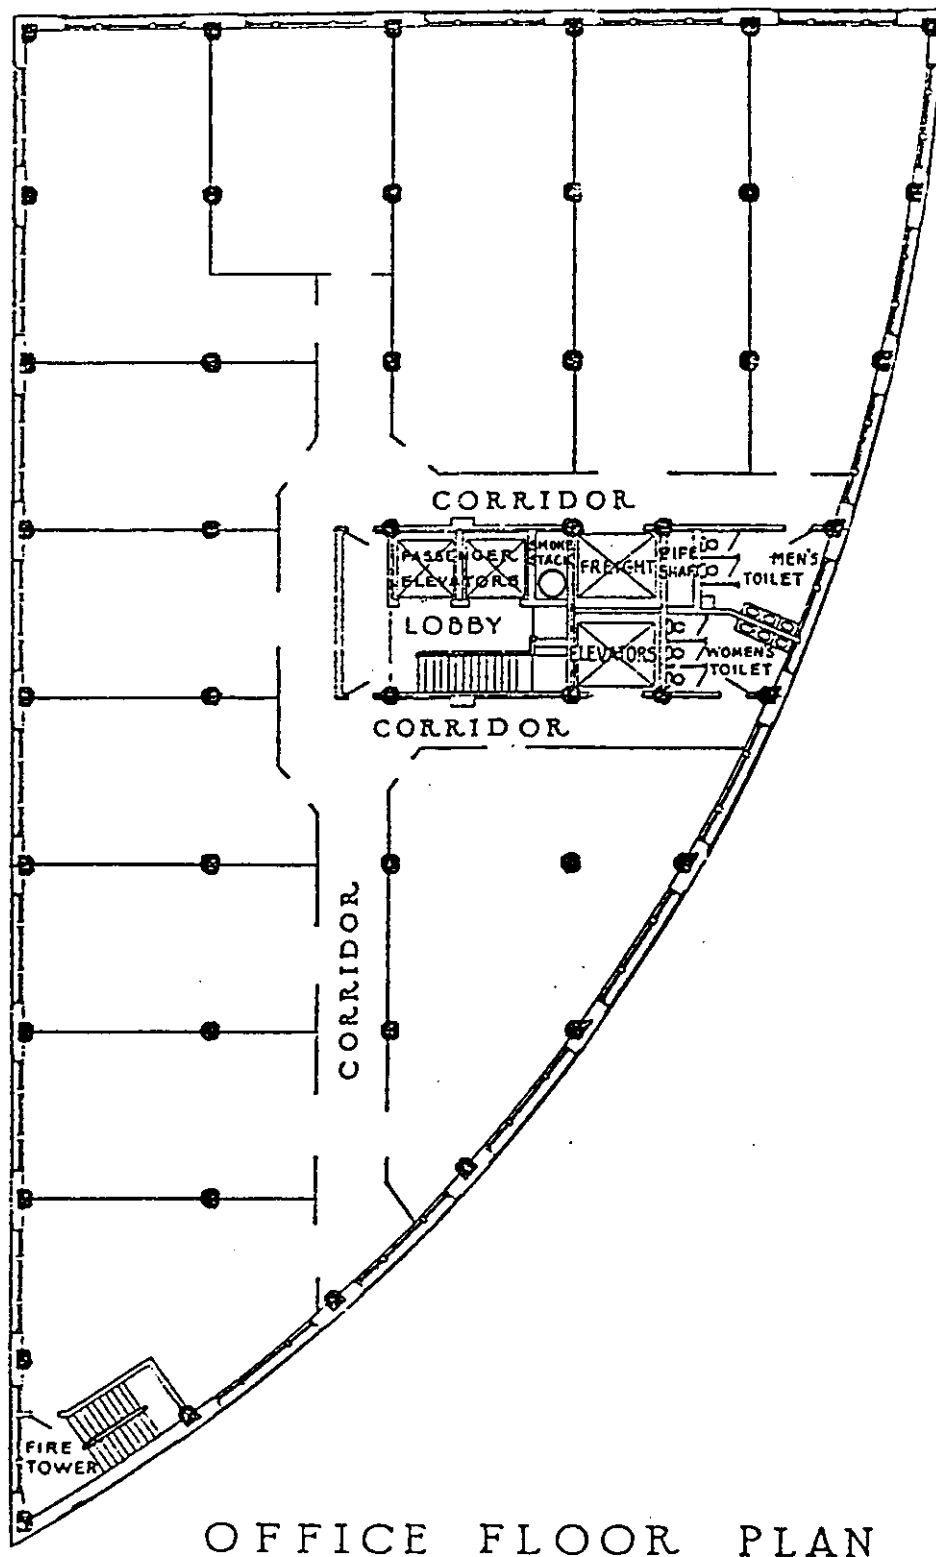 CORRIDOR
PASSENGER
ELEVATORS
SMOKE
STACK
FREIGHT
PIPE
SHAFT
MEN'S
TOILET
LOBBY
ELEVATORS
WOMEN'S
TOILET
CORRIDOR
CORRIDOR
FIRE
TOWER
OFFICE FLOOR PLAN